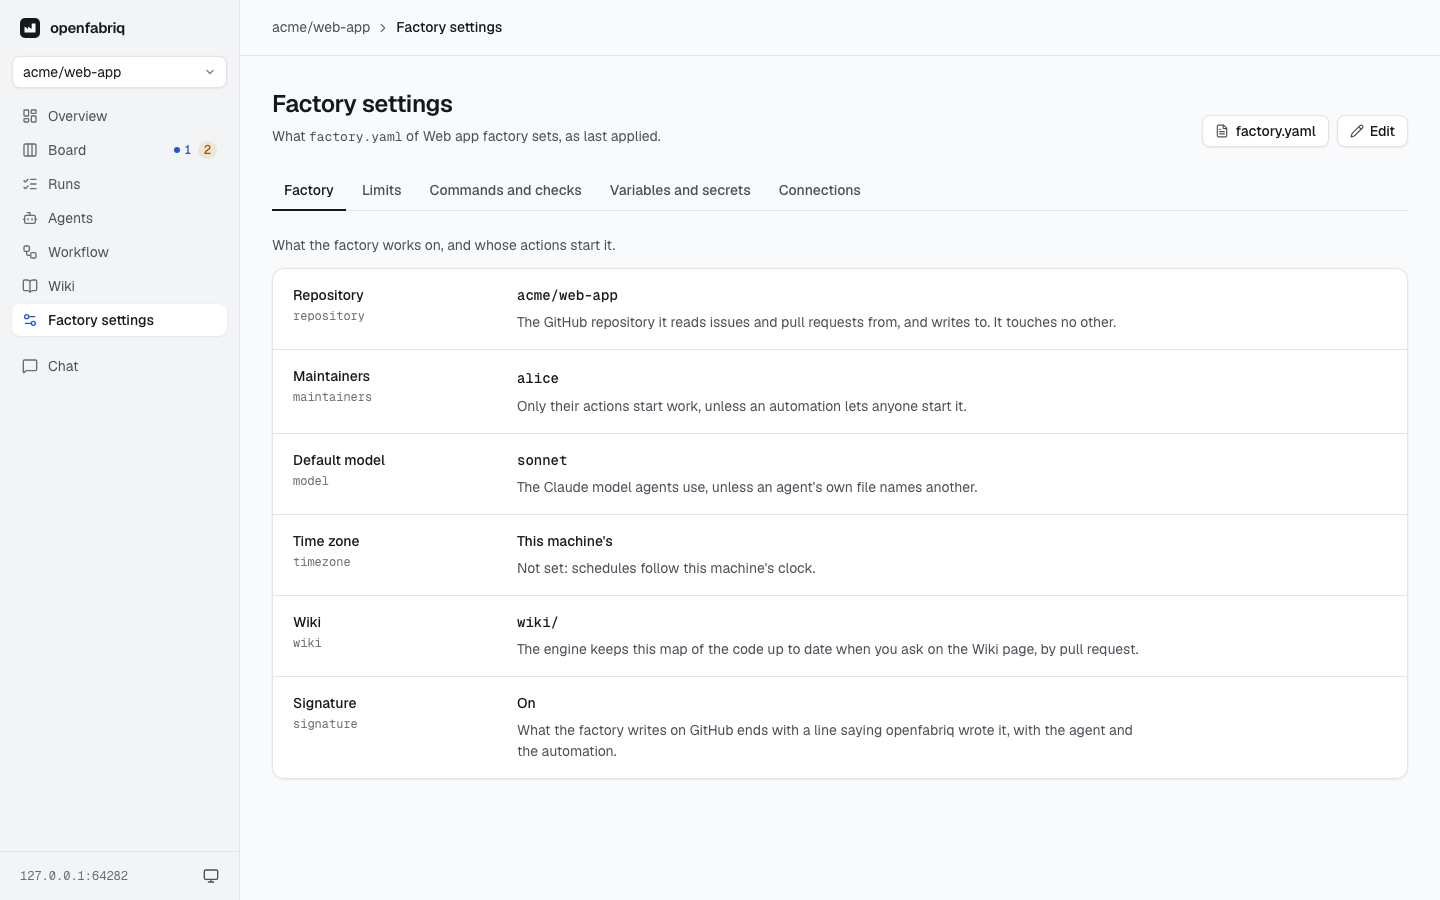 openfabriq
acme/web-app
Overview
Board 1 2
Runs
Agents
Workflow
Wiki
Factory settings
Chat
127.0.0.1:64282
acme/web-app > Factory settings
Factory settings
What factory.yaml of Web app factory sets, as last applied.
factory.yaml
Edit
Factory Limits Commands and checks Variables and secrets Connections
What the factory works on, and whose actions start it.
Repository
repository
acme/web-app
The GitHub repository it reads issues and pull requests from, and writes to. It touches no other.
Maintainers
maintainers
alice
Only their actions start work, unless an automation lets anyone start it.
Default model
model
sonnet
The Claude model agents use, unless an agent's own file names another.
Time zone
timezone
This machine's
Not set: schedules follow this machine's clock.
Wiki
wiki
wiki/
The engine keeps this map of the code up to date when you ask on the Wiki page, by pull request.
Signature
signature
On
What the factory writes on GitHub ends with a line saying openfabriq wrote it, with the agent and
the automation.